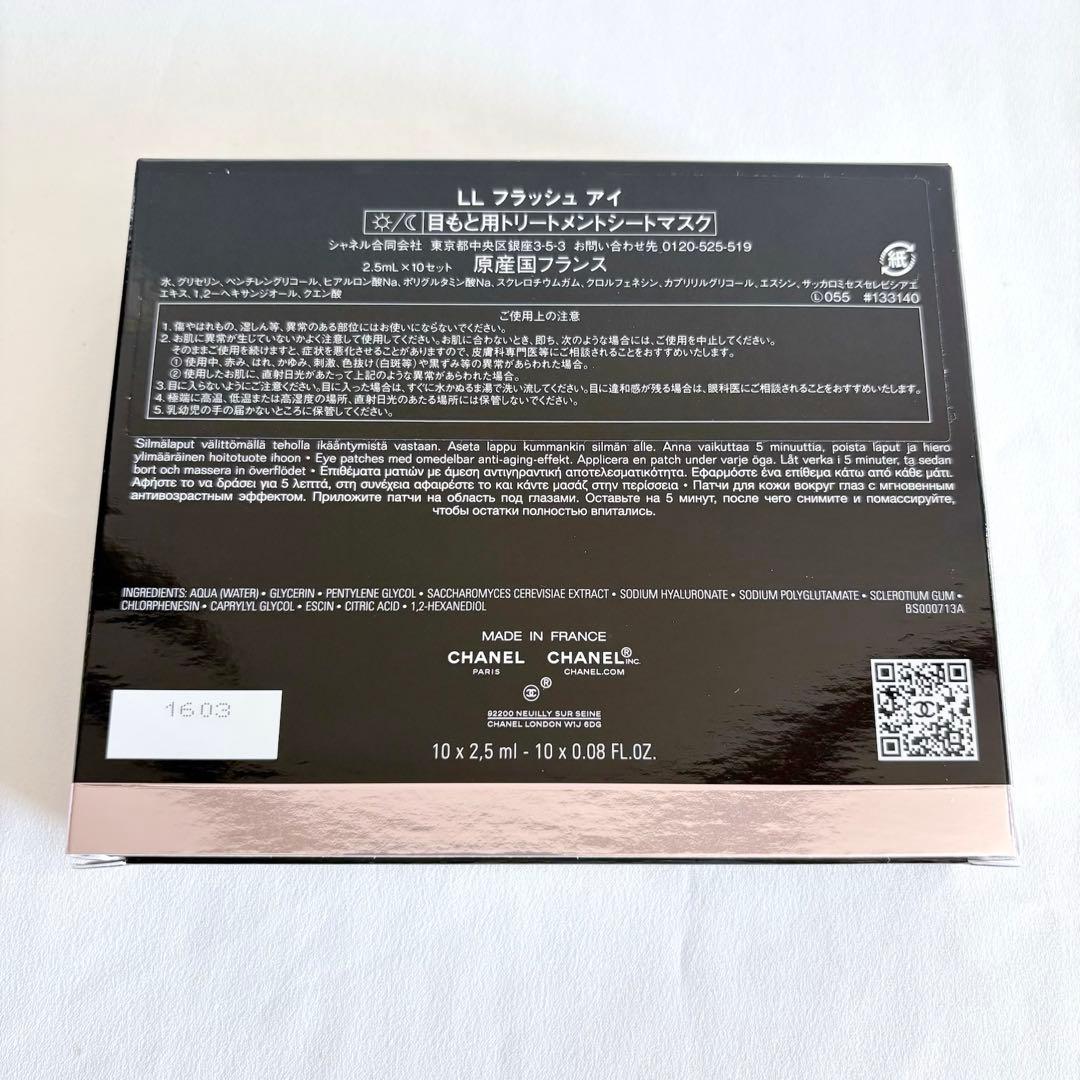 LL フラッシュ アイ
目もと用トリートメントシートマスク
シャネル合同会社 東京都中央区銀座3-5-3 お問い合わせ先 0120-525-519
2.5mL×10セット 原産国フランス
紙
水、グリセリン、ペンチレングリコール、ヒアルロン酸Na、ポリグルタミン酸Na、スクレロチウムガム、クロルフェネシン、カプリリルグリコール、エスシン、サッカロミセスセレビシアエ
エキス、1,2-ヘキサンジオール、クエン酸
Ⓛ055 #133140
ご使用上の注意
1. 傷やはれもの、湿しん等、異常のある部位にはお使いにならないでください。
2. お肌に異常が生じていないかよく注意して使用してください。お肌に合わないとき、即ち、次のような場合には、ご使用を中止してください。
そのままご使用を続けますと、症状を悪化させることがありますので、皮膚科専門医等にご相談されることをおすすめいたします。
① 使用中、赤み、はれ、かゆみ、刺激、色抜け(白斑等)や黒ずみ等の異常があらわれた場合。
② 使用したお肌に、直射日光があたって上記のような異常があらわれた場合。
3. 目に入らないようにご注意ください。目に入った場合は、すぐに水かぬるま湯で洗い流してください。目に違和感が残る場合は、眼科医にご相談されることをおすすめいたします。
4. 極端に高温、低温または高湿度の場所、直射日光のあたる場所には保管しないでください。
5. 乳幼児の手の届かないところに保管してください。
Silmälaput välittömällä teholla ikääntymistä vastaan. Aseta lappu kummankin silmän alle. Anna vaikuttaa 5 minuuttia, poista laput ja hiero
ylimääräinen hoitotuote ihoon • Eye patches med omedelbar anti-aging-effekt. Applicera en patch under varje öga. Låt verka i 5 minuter, ta sedan
bort och massera in överflödet • Επιθέματα ματιών με άμεση αντιγηραντική αποτελεσματικότητα. Εφαρμόστε ένα επίθεμα κάτω από κάθε μάτι.
Αφήστε το να δράσει για 5 λεπτά, στη συνέχεια αφαιρέστε το και κάντε μασάζ στην περίσσεια • Патчи для кожи вокруг глаз с мгновенным
антивозрастным эффектом. Приложите патчи на область под глазами. Оставьте на 5 минут, после чего снимите и помассируйте,
чтобы остатки полностью впитались.
INGREDIENTS: AQUA (WATER) • GLYCERIN • PENTYLENE GLYCOL • SACCHAROMYCES CEREVISIAE EXTRACT • SODIUM HYALURONATE • SODIUM POLYGLUTAMATE • SCLEROTIUM GUM •
CHLORPHENESIN • CAPRYLYL GLYCOL • ESCIN • CITRIC ACID • 1,2-HEXANEDIOL
BS000713A
MADE IN FRANCE
CHANEL CHANEL® INC.
PARIS CHANEL.COM
®
92200 NEUILLY SUR SEINE
CHANEL LONDON W1J 6DG
1603
10 x 2,5 ml - 10 x 0.08 FL.OZ.